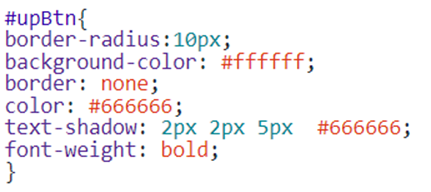 #upBtn{
border-radius:10px;
background-color: #ffffff;
border: none;
color: #666666;
text-shadow: 2px 2px 5px  #666666;
font-weight: bold;
}